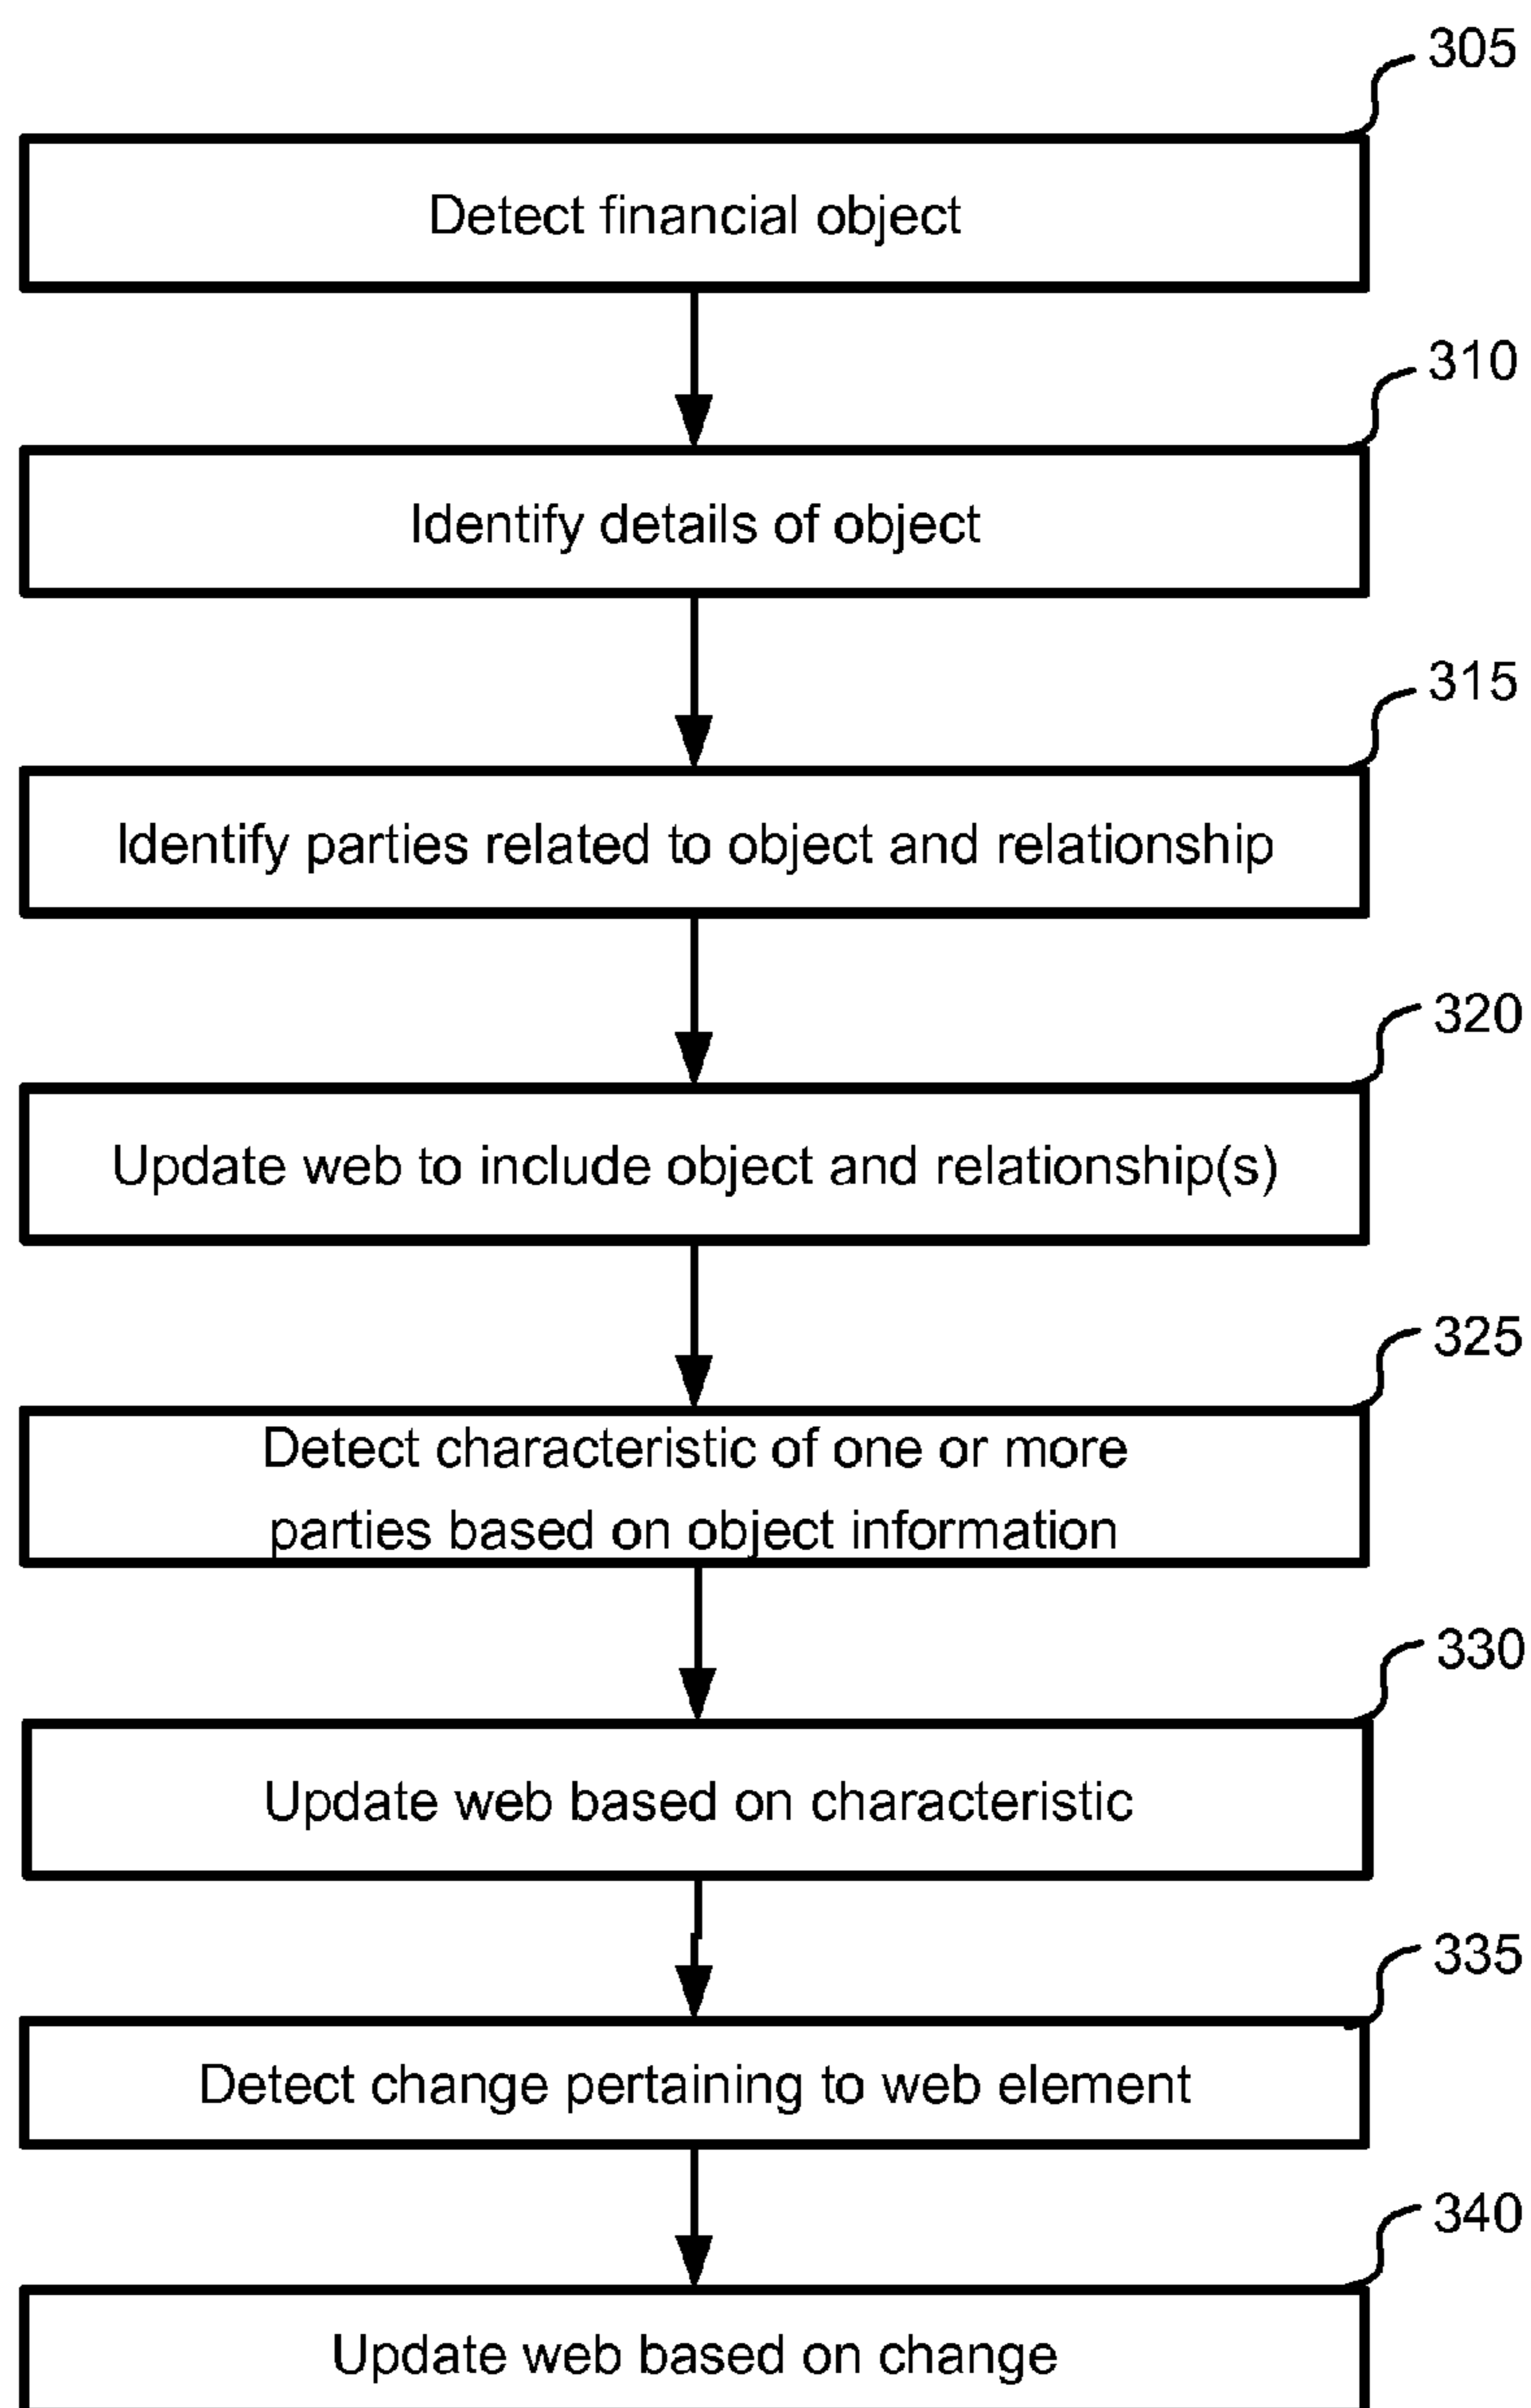 305
Detect financial object
310
Identify details of object
315
Identify parties related to object and relationship
320
Update web to include object and relationship(s)
325
Detect characteristic of one or more
parties based on object information
330
Update web based on characteristic
335
Detect change pertaining to web element
340
Update web based on change